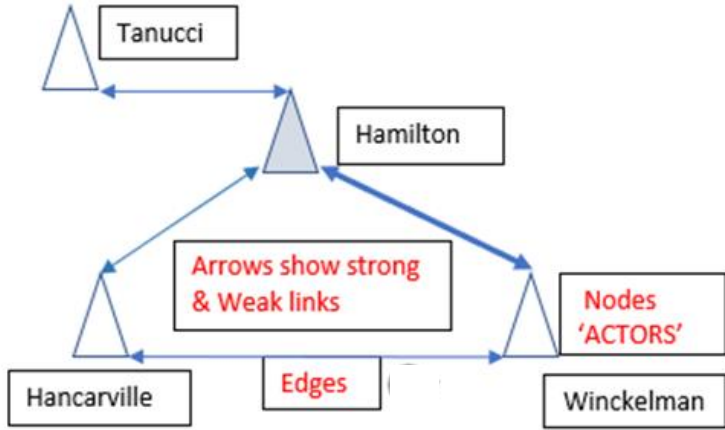 Tanucci
Hamilton
Arrows show strong
& Weak links
Nodes
‘ACTORS’
Edges
Hancarville
Winckelman